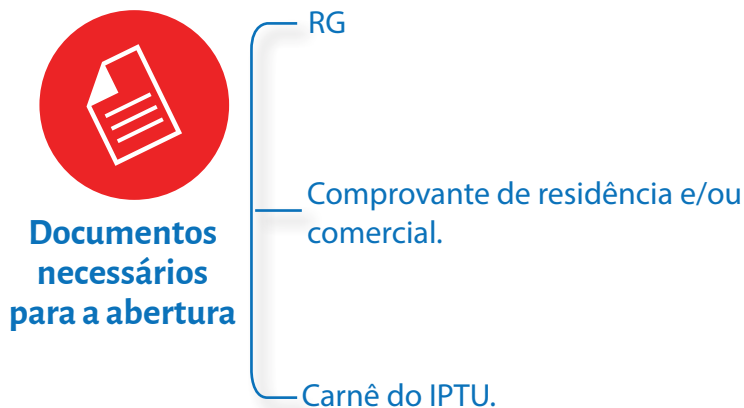 Documentos
necessários
para a abertura
RG
Comprovante de residência e/ou
comercial.
Carnê do IPTU.